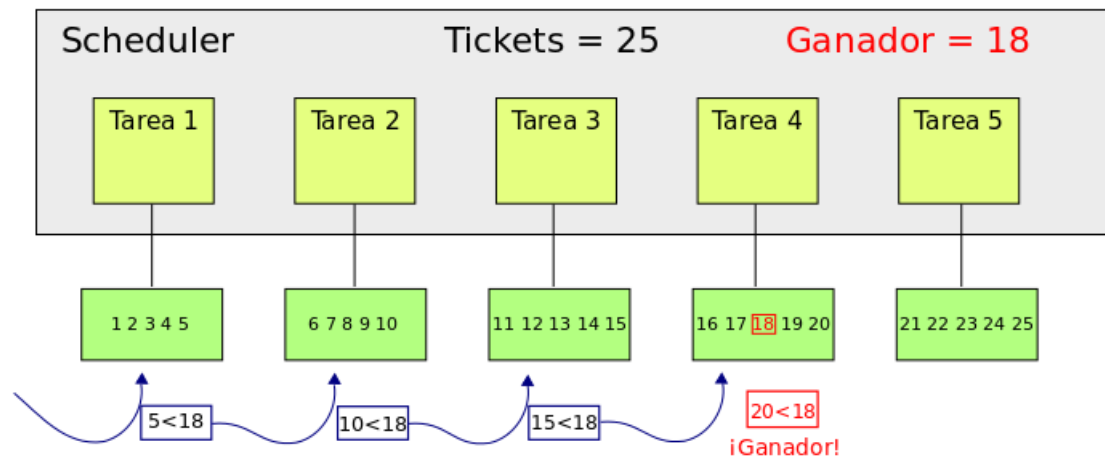 Scheduler Tickets = 25 Ganador = 18
Tarea 1 Tarea 2 Tarea 3 Tarea 4 Tarea 5
1 2 3 4 5 6 7 8 9 10 11 12 13 14 15 16 17 18 19 20 21 22 23 24 25
5<18 10<18 15<18 20<18
¡Ganador!